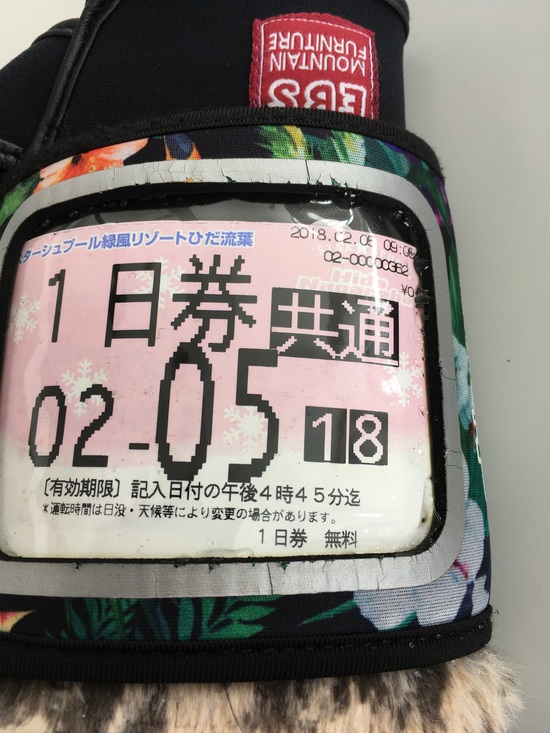 EBS
MOUNTAIN
FURNITURE
スターシュプール緑風リゾートひだ流葉
2018.02.05 09:08
02-00000362
¥0
1日券 共通
02-05 18
〔有効期限〕記入日付の午後4時45分迄
*運転時間は日没・天候等により変更の場合があります。
1日券 無料